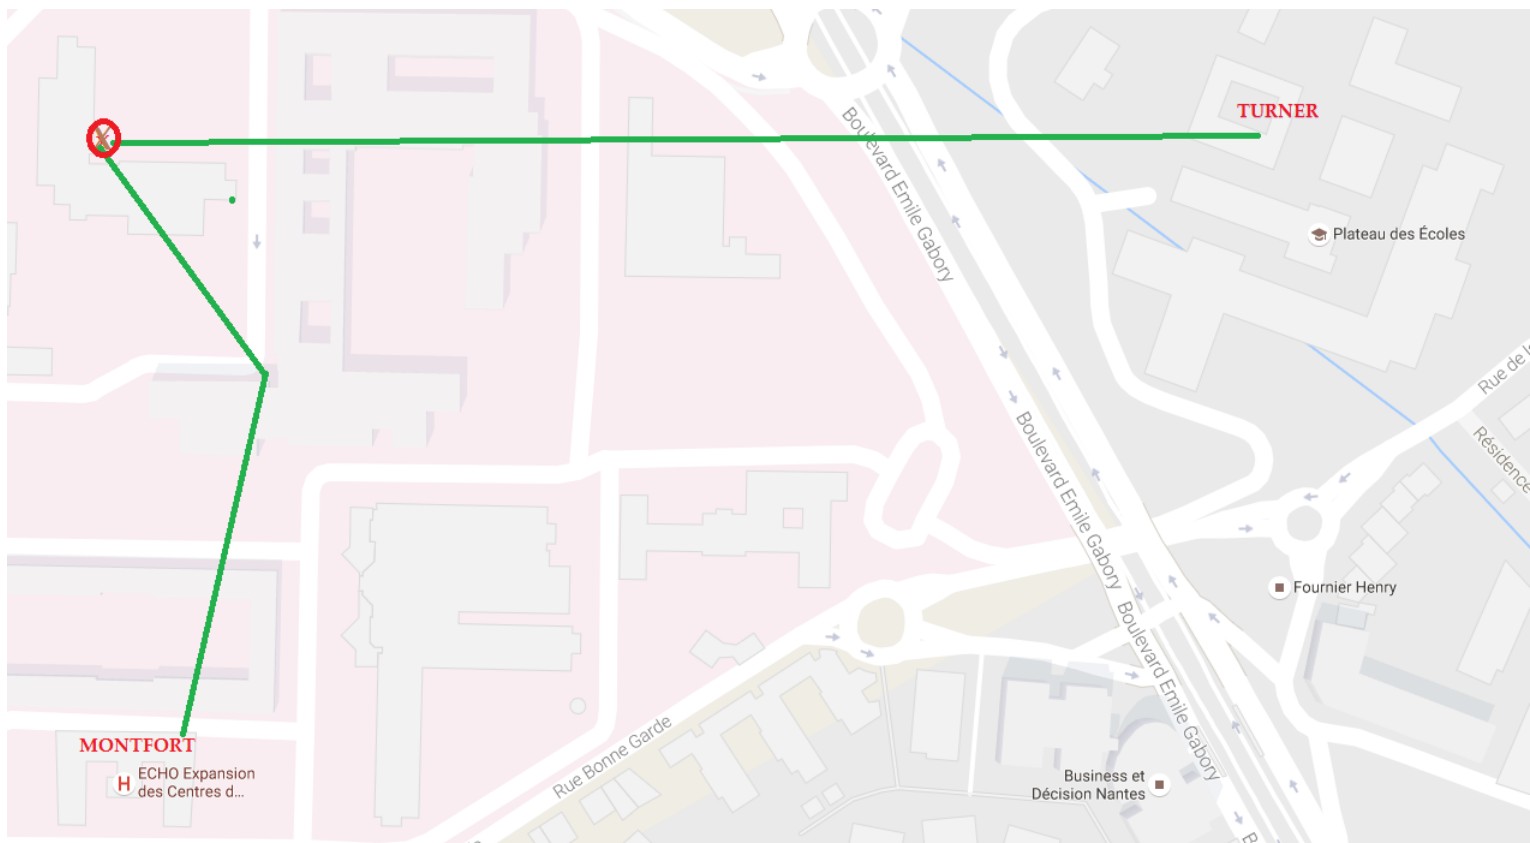 TURNER
Boulevard Emile Gabory
Plateau des Écoles
Rue de l
Boulevard Emile Gabory
Résidence
Fournier Henry
Boulevard Emile Gabory
MONTFORT
H
ECHO Expansion
des Centres d...
Rue Bonne Garde
Business et
Décision Nantes
B